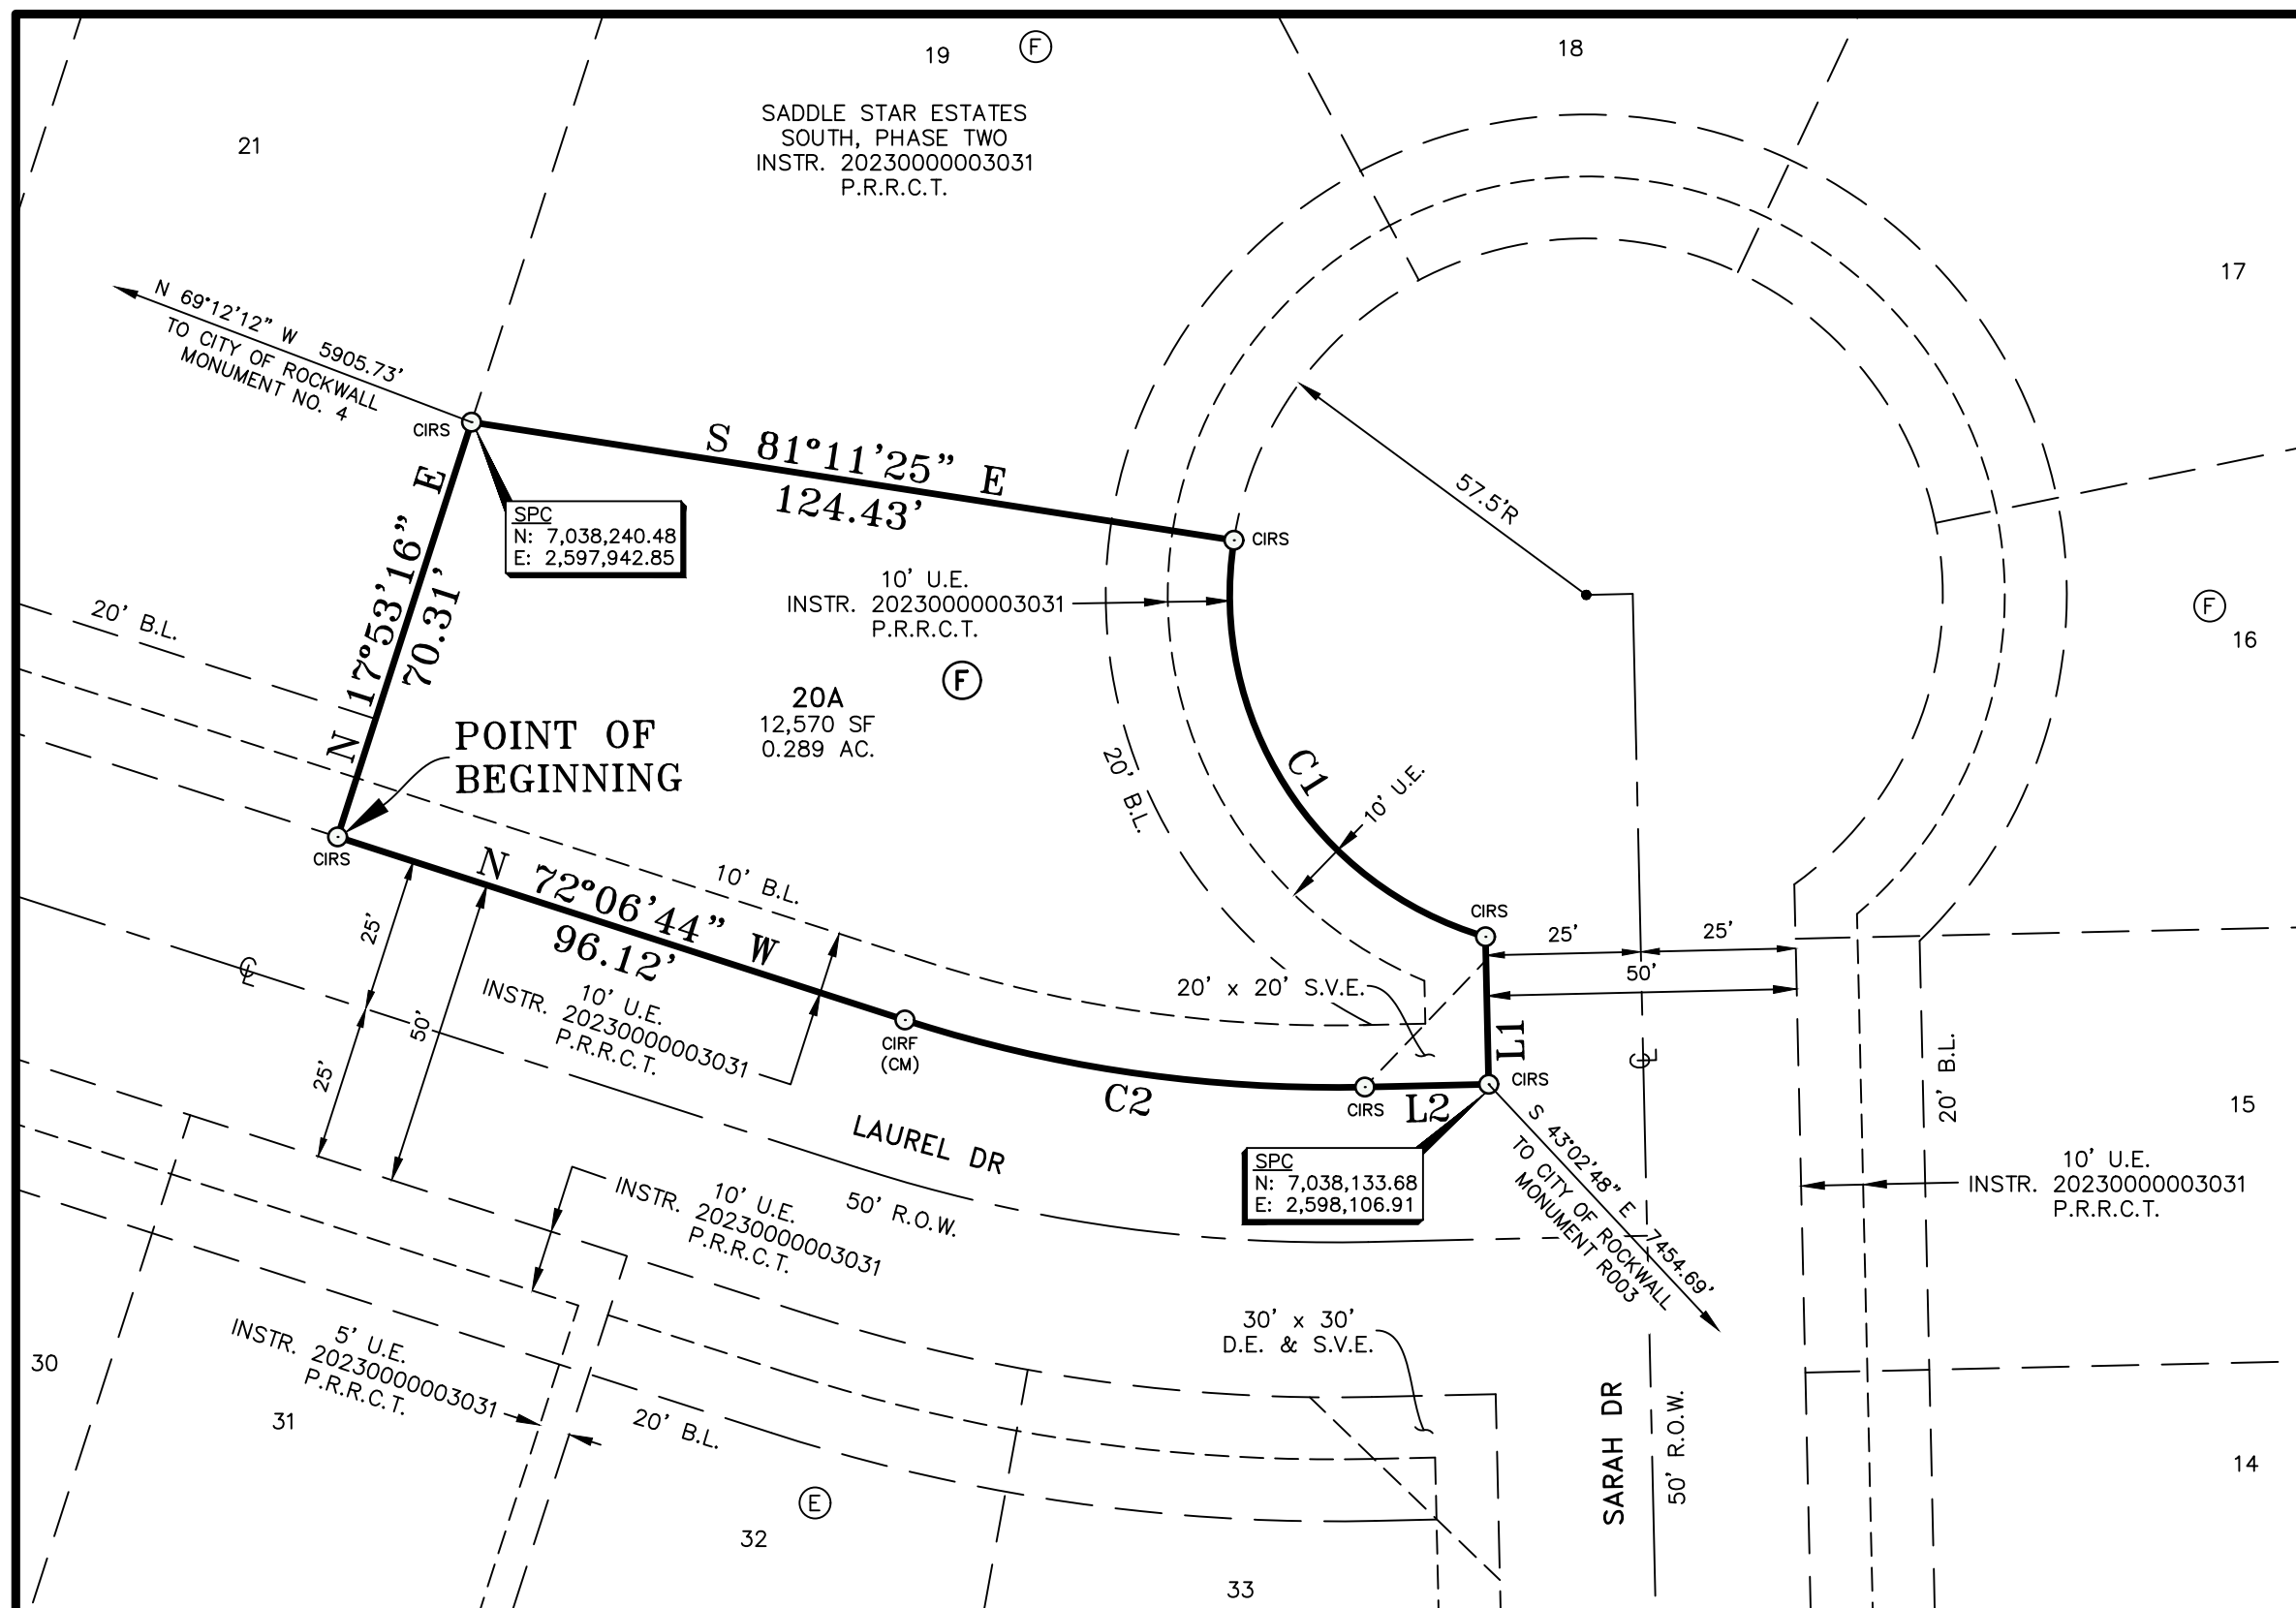 19
F
18
SADDLE STAR ESTATES
SOUTH, PHASE TWO
INSTR. 20230000003031
P.R.R.C.T.
21
17
N 69°12'12" W 5905.73'
TO CITY OF ROCKWALL
MONUMENT NO. 4
CIRS
S 81°11'25" E
124.43'
SPC
N: 7,038,240.48
E: 2,597,942.85
CIRS
57.5'R
N 17°53'16" E
70.31'
10' U.E.
INSTR. 20230000003031
P.R.R.C.T.
20' B.L.
F
16
F
20A
12,570 SF
0.289 AC.
POINT OF
BEGINNING
CIRS
20' B.L.
C1
10' U.E.
N 72°06'44" W
96.12'
10' B.L.
CIRS
25'
25'
50'
25'
℄
50'
25'
10' U.E.
INSTR. 20230000003031
P.R.R.C.T.
20' x 20' S.V.E.
CIRF
(CM)
C2
CIRS
L2
L1
CIRS
℄
20' B.L.
15
LAUREL DR
50' R.O.W.
SPC
N: 7,038,133.68
E: 2,598,106.91
S 43°02'48" E 7454.69'
TO CITY OF ROCKWALL
MONUMENT R003
10' U.E.
INSTR. 20230000003031
P.R.R.C.T.
10' U.E.
INSTR. 20230000003031
P.R.R.C.T.
30' x 30'
D.E. & S.V.E.
5' U.E.
INSTR. 20230000003031
P.R.R.C.T.
30
31
20' B.L.
SARAH DR
50' R.O.W.
14
E
32
33